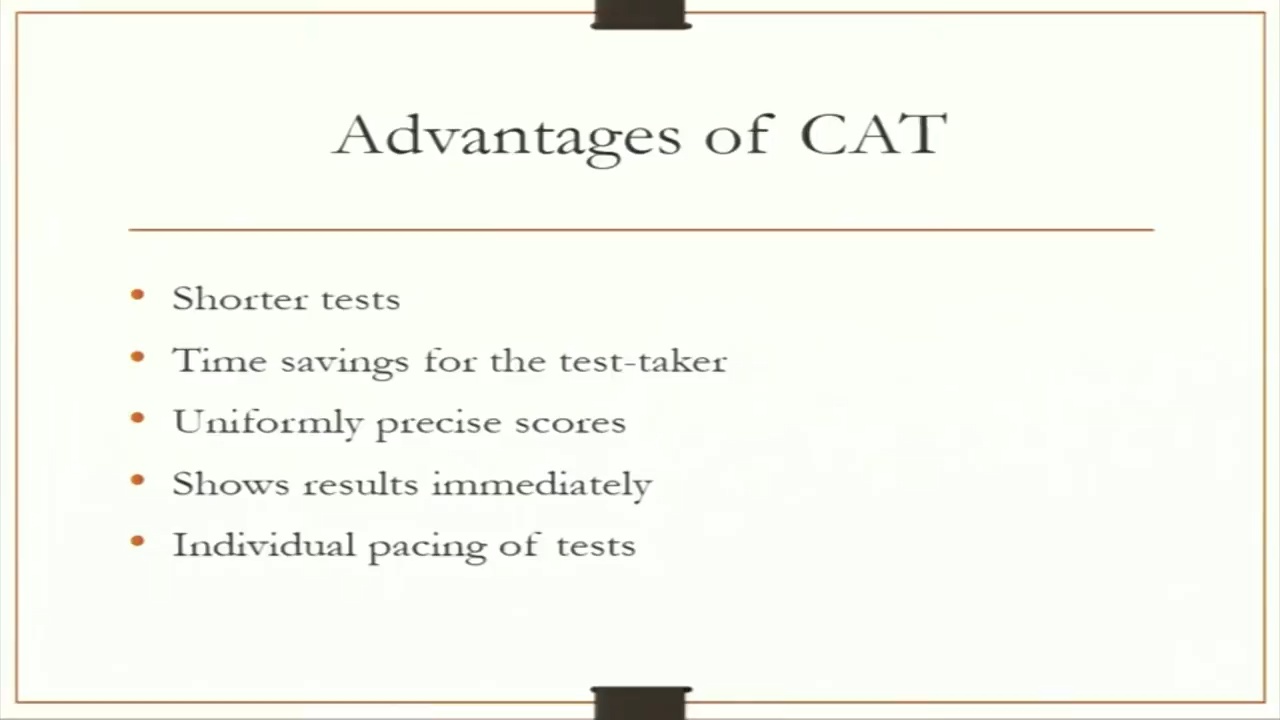 Advantages of CAT
• Shorter tests
• Time savings for the test-taker
• Uniformly precise scores
• Shows results immediately
• Individual pacing of tests